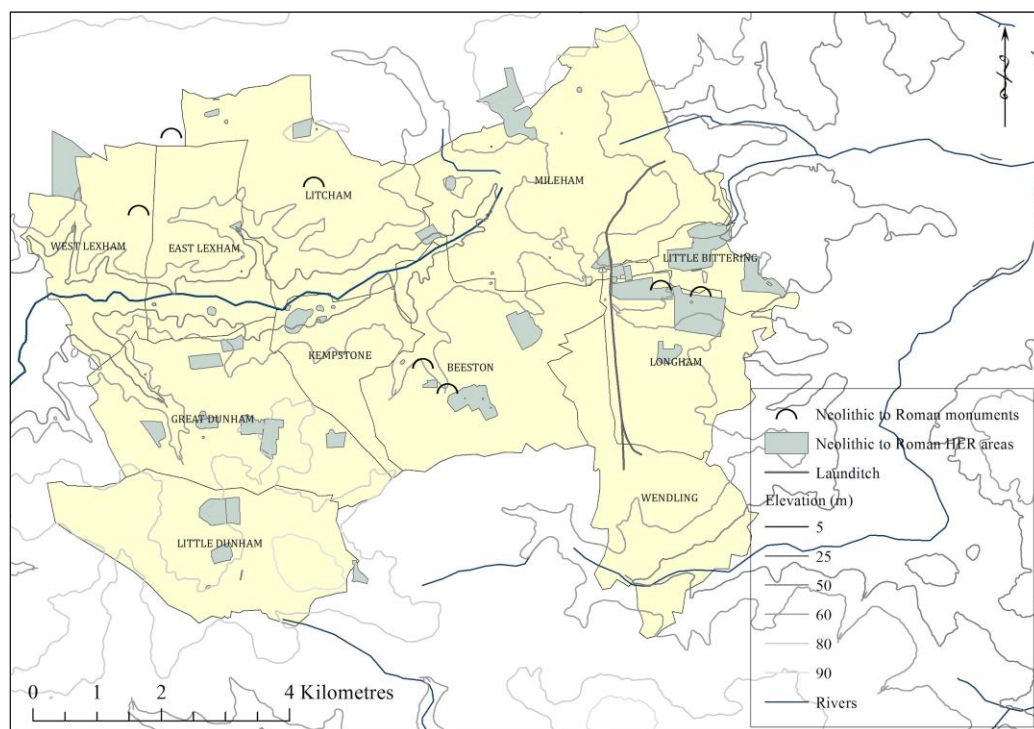 LITCHAM
MILEHAM
WEST LEXHAM
EAST LEXHAM
LITTLE BITTERING
KEMPSTONE
BEESTON
LONGHAM
GREAT DUNHAM
WENDLING
LITTLE DUNHAM
Neolithic to Roman monuments
Neolithic to Roman HER areas
Launditch
Elevation (m)
5
25
50
60
80
90
Rivers
0 1 2 4 Kilometres